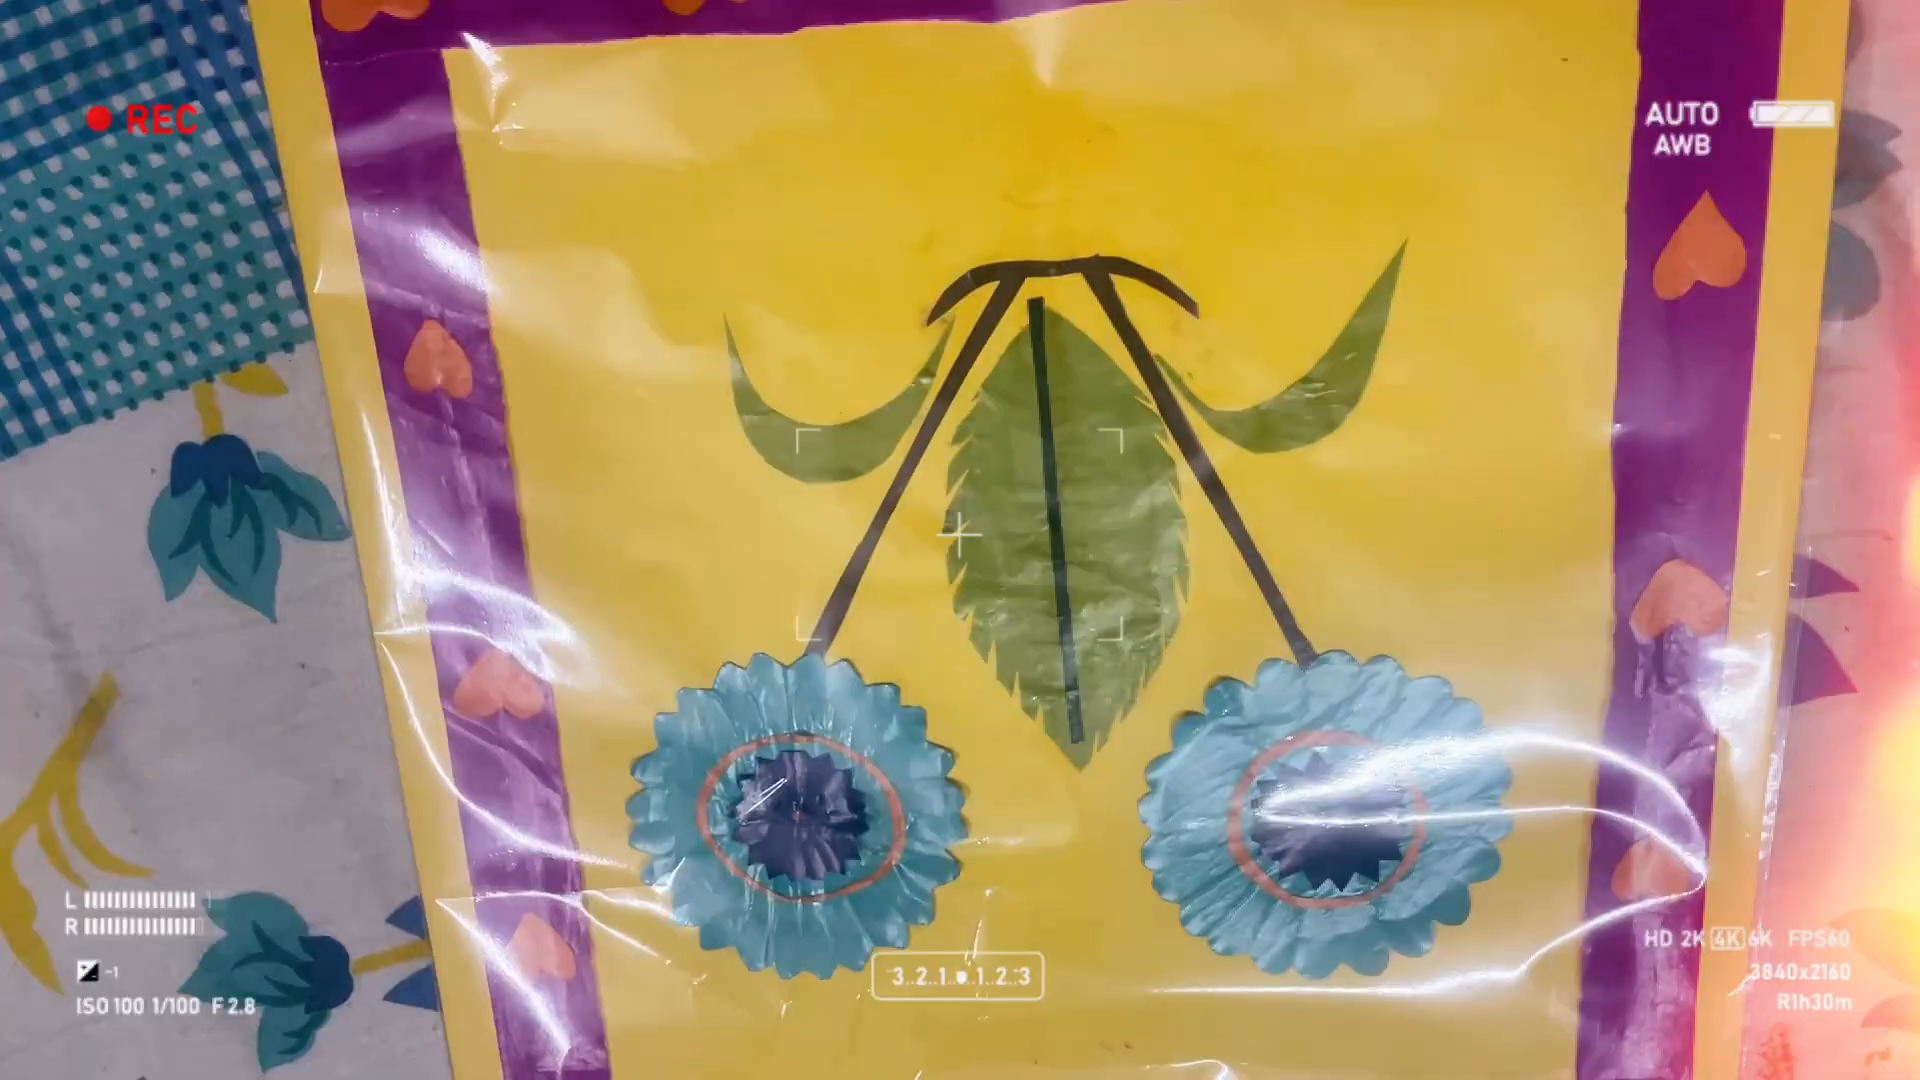 REC
AUTO
AWB
L
R
-1
ISO 100 1/100 F 2.8
3..2..1..●..1..2..3
HD 2K 4K 6K FPS60
3840x2160
R1h30m